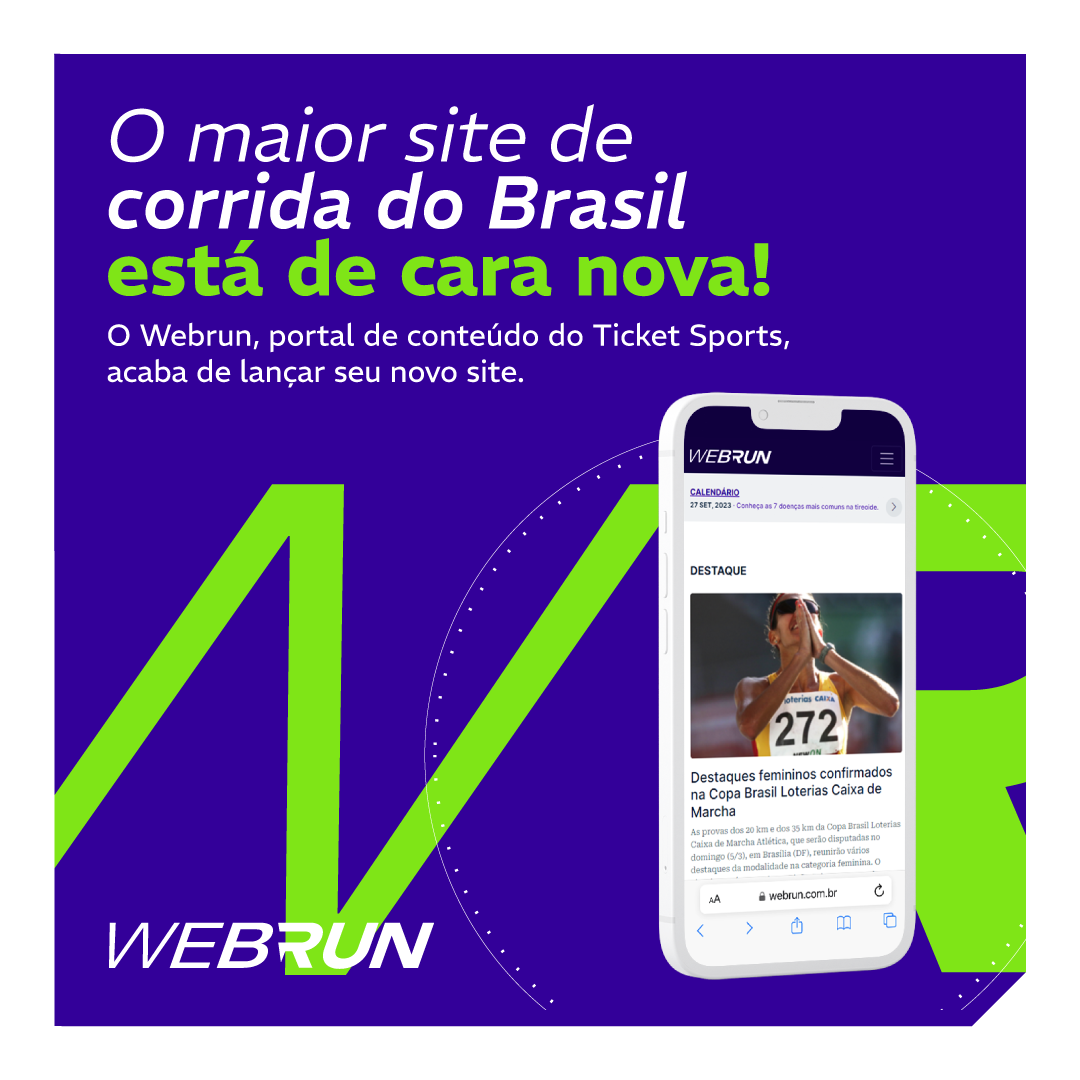 O maior site de
corrida do Brasil
está de cara nova!
O Webrun, portal de conteúdo do Ticket Sports,
acaba de lançar seu novo site.
WEBRUN
CALENDÁRIO
27 SET, 2023 · Conheça as 7 doenças mais comuns na tireoide.
DESTAQUE
loterias CAIXA
272
Destaques femininos confirmados
na Copa Brasil Loterias Caixa de
Marcha
As provas dos 20 km e dos 35 km da Copa Brasil Loterias
Caixa de Marcha Atlética, que serão disputadas no
domingo (5/3), em Brasília (DF), reunirão vários
destaques da modalidade na categoria feminina. O
AA webrun.com.br
WEBRUN